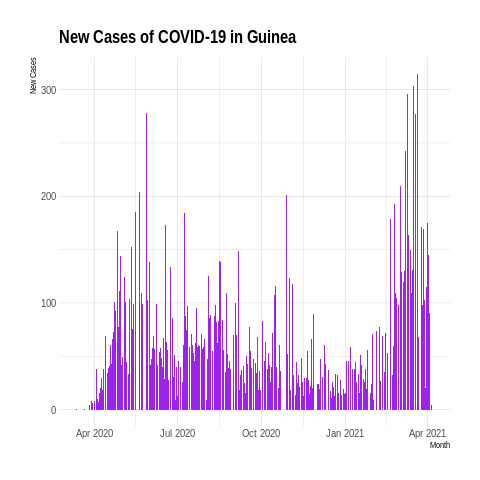 New Cases of COVID-19 in Guinea
New Cases
300
200
100
0
Apr 2020
Jul 2020
Oct 2020
Jan 2021
Apr 2021
Month